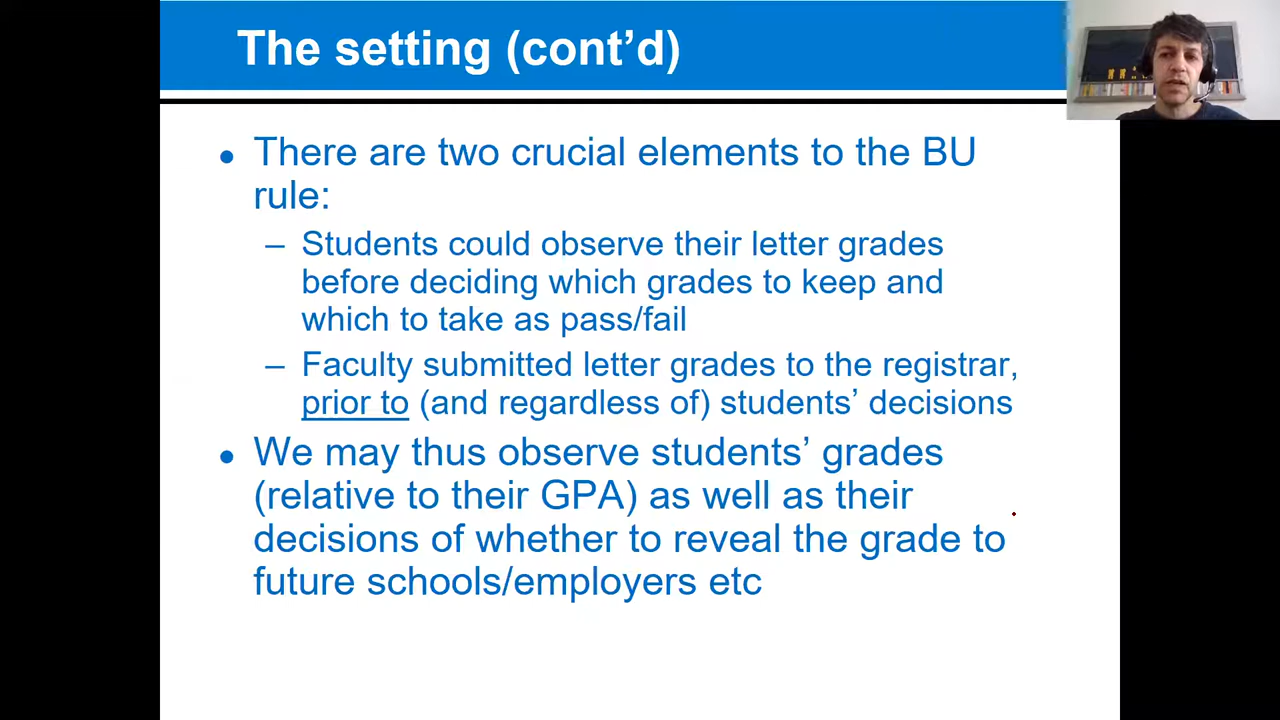 The setting (cont’d)
• There are two crucial elements to the BU
rule:
– Students could observe their letter grades
before deciding which grades to keep and
which to take as pass/fail
– Faculty submitted letter grades to the registrar,
prior to (and regardless of) students’ decisions
• We may thus observe students’ grades
(relative to their GPA) as well as their
decisions of whether to reveal the grade to
future schools/employers etc